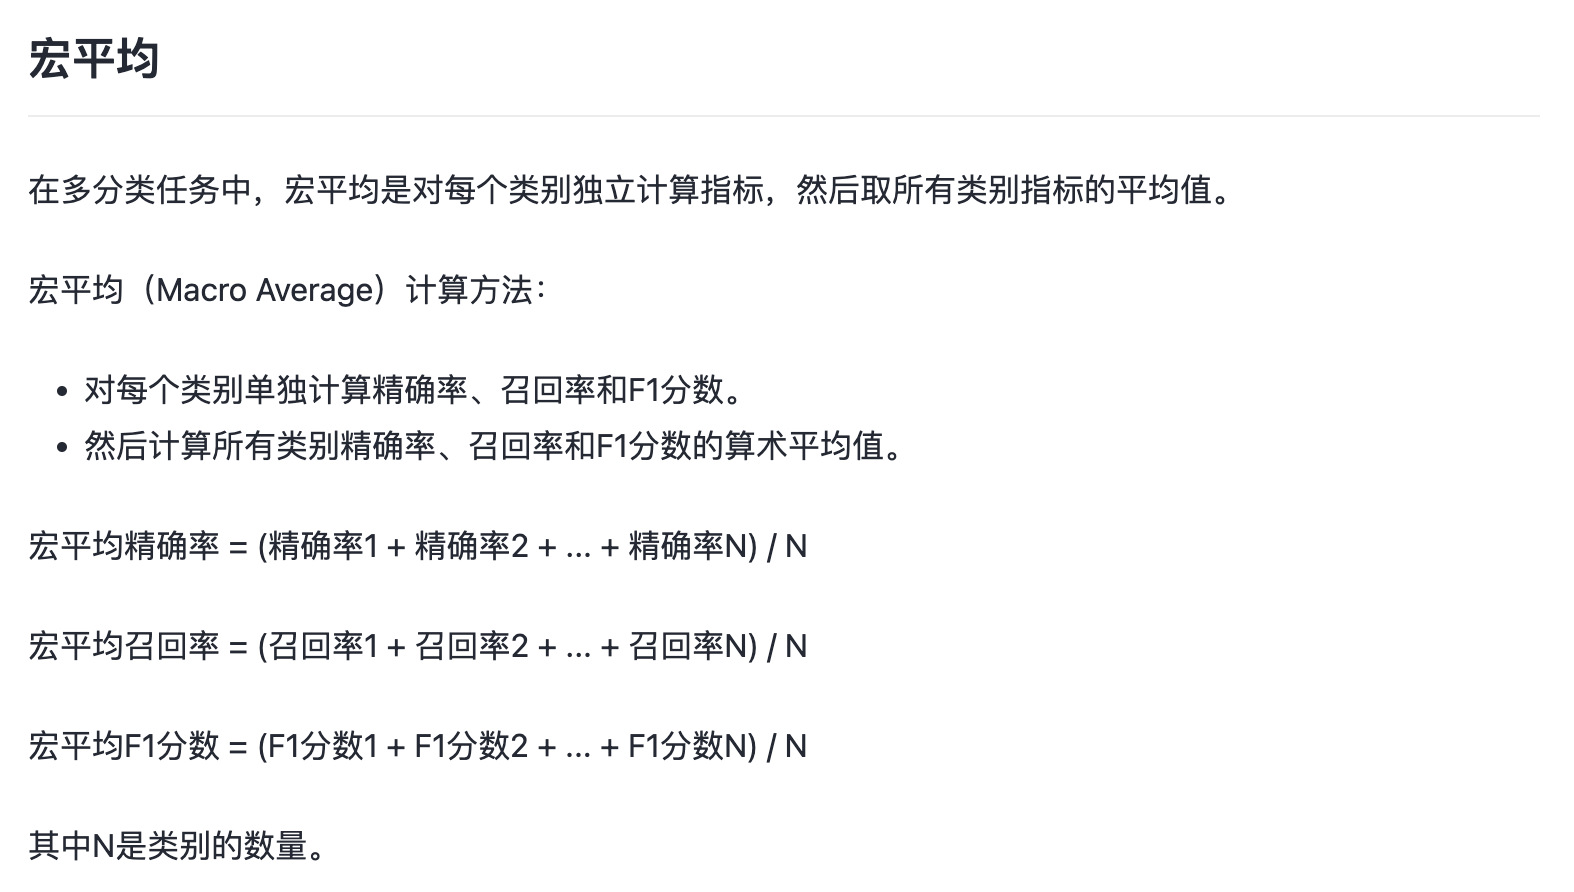 宏平均
在多分类任务中，宏平均是对每个类别独立计算指标，然后取所有类别指标的平均值。
宏平均（Macro Average）计算方法：
• 对每个类别单独计算精确率、召回率和F1分数。
• 然后计算所有类别精确率、召回率和F1分数的算术平均值。
宏平均精确率 = (精确率1 + 精确率2 + ... + 精确率N) / N
宏平均召回率 = (召回率1 + 召回率2 + ... + 召回率N) / N
宏平均F1分数 = (F1分数1 + F1分数2 + ... + F1分数N) / N
其中N是类别的数量。